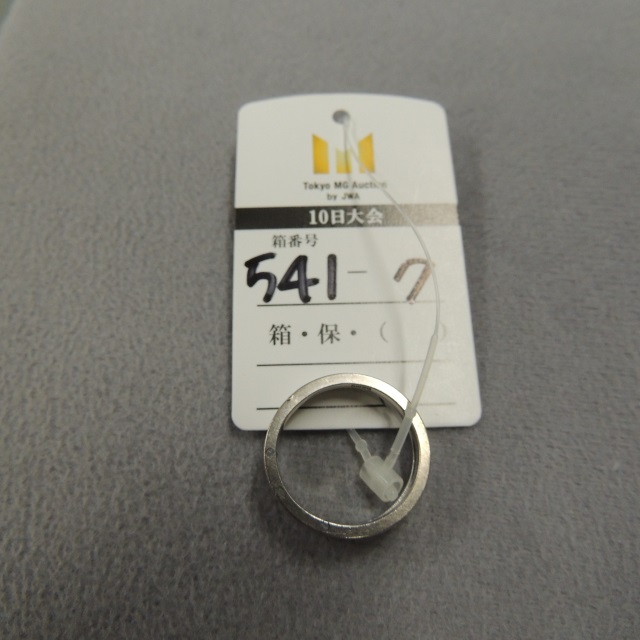 Tokyo MG Auction
by JWA
10日大会
箱番号
541-7
箱・保・（　）